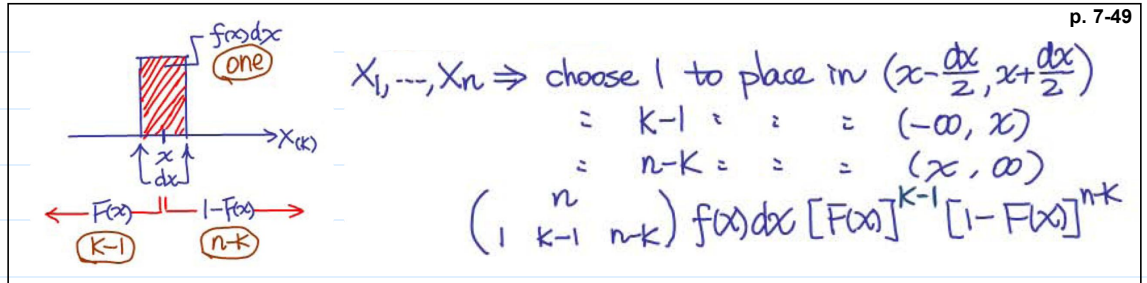 p. 7-49
f(x)dx
one
X₁, ---, Xₙ ⇒ choose 1 to place in (x-dx/2, x+dx/2)
: k-1 : : : (-∞, x)
: n-k : : : (x, ∞)
(n
1 k-1 n-k) f(x)dx [F(x)]^{k-1} [1-F(x)]^{n-k}
X₍ₖ₎
x
dx
F(x) 1-F(x)
k-1 n-k